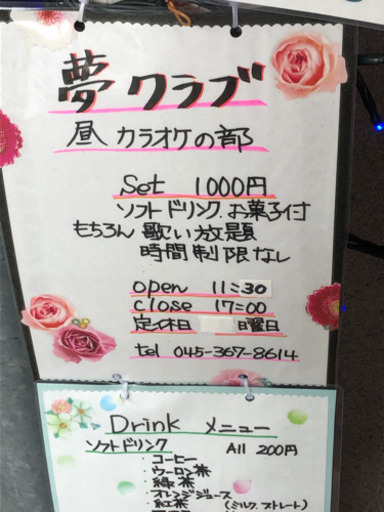 夢クラブ
昼 カラオケの部
Set 1000円
ソフトドリンク お菓子付
もちろん 歌い放題
時間制限なし
open 11:30
close 17:00
定休日 曜日
tel 045-367-8614
Drink メニュー
ソフトドリンク All 200円
・コーヒー
・ウーロン茶
・緑茶
・オレンジジュース
・紅茶 (ミルク、ストレート)